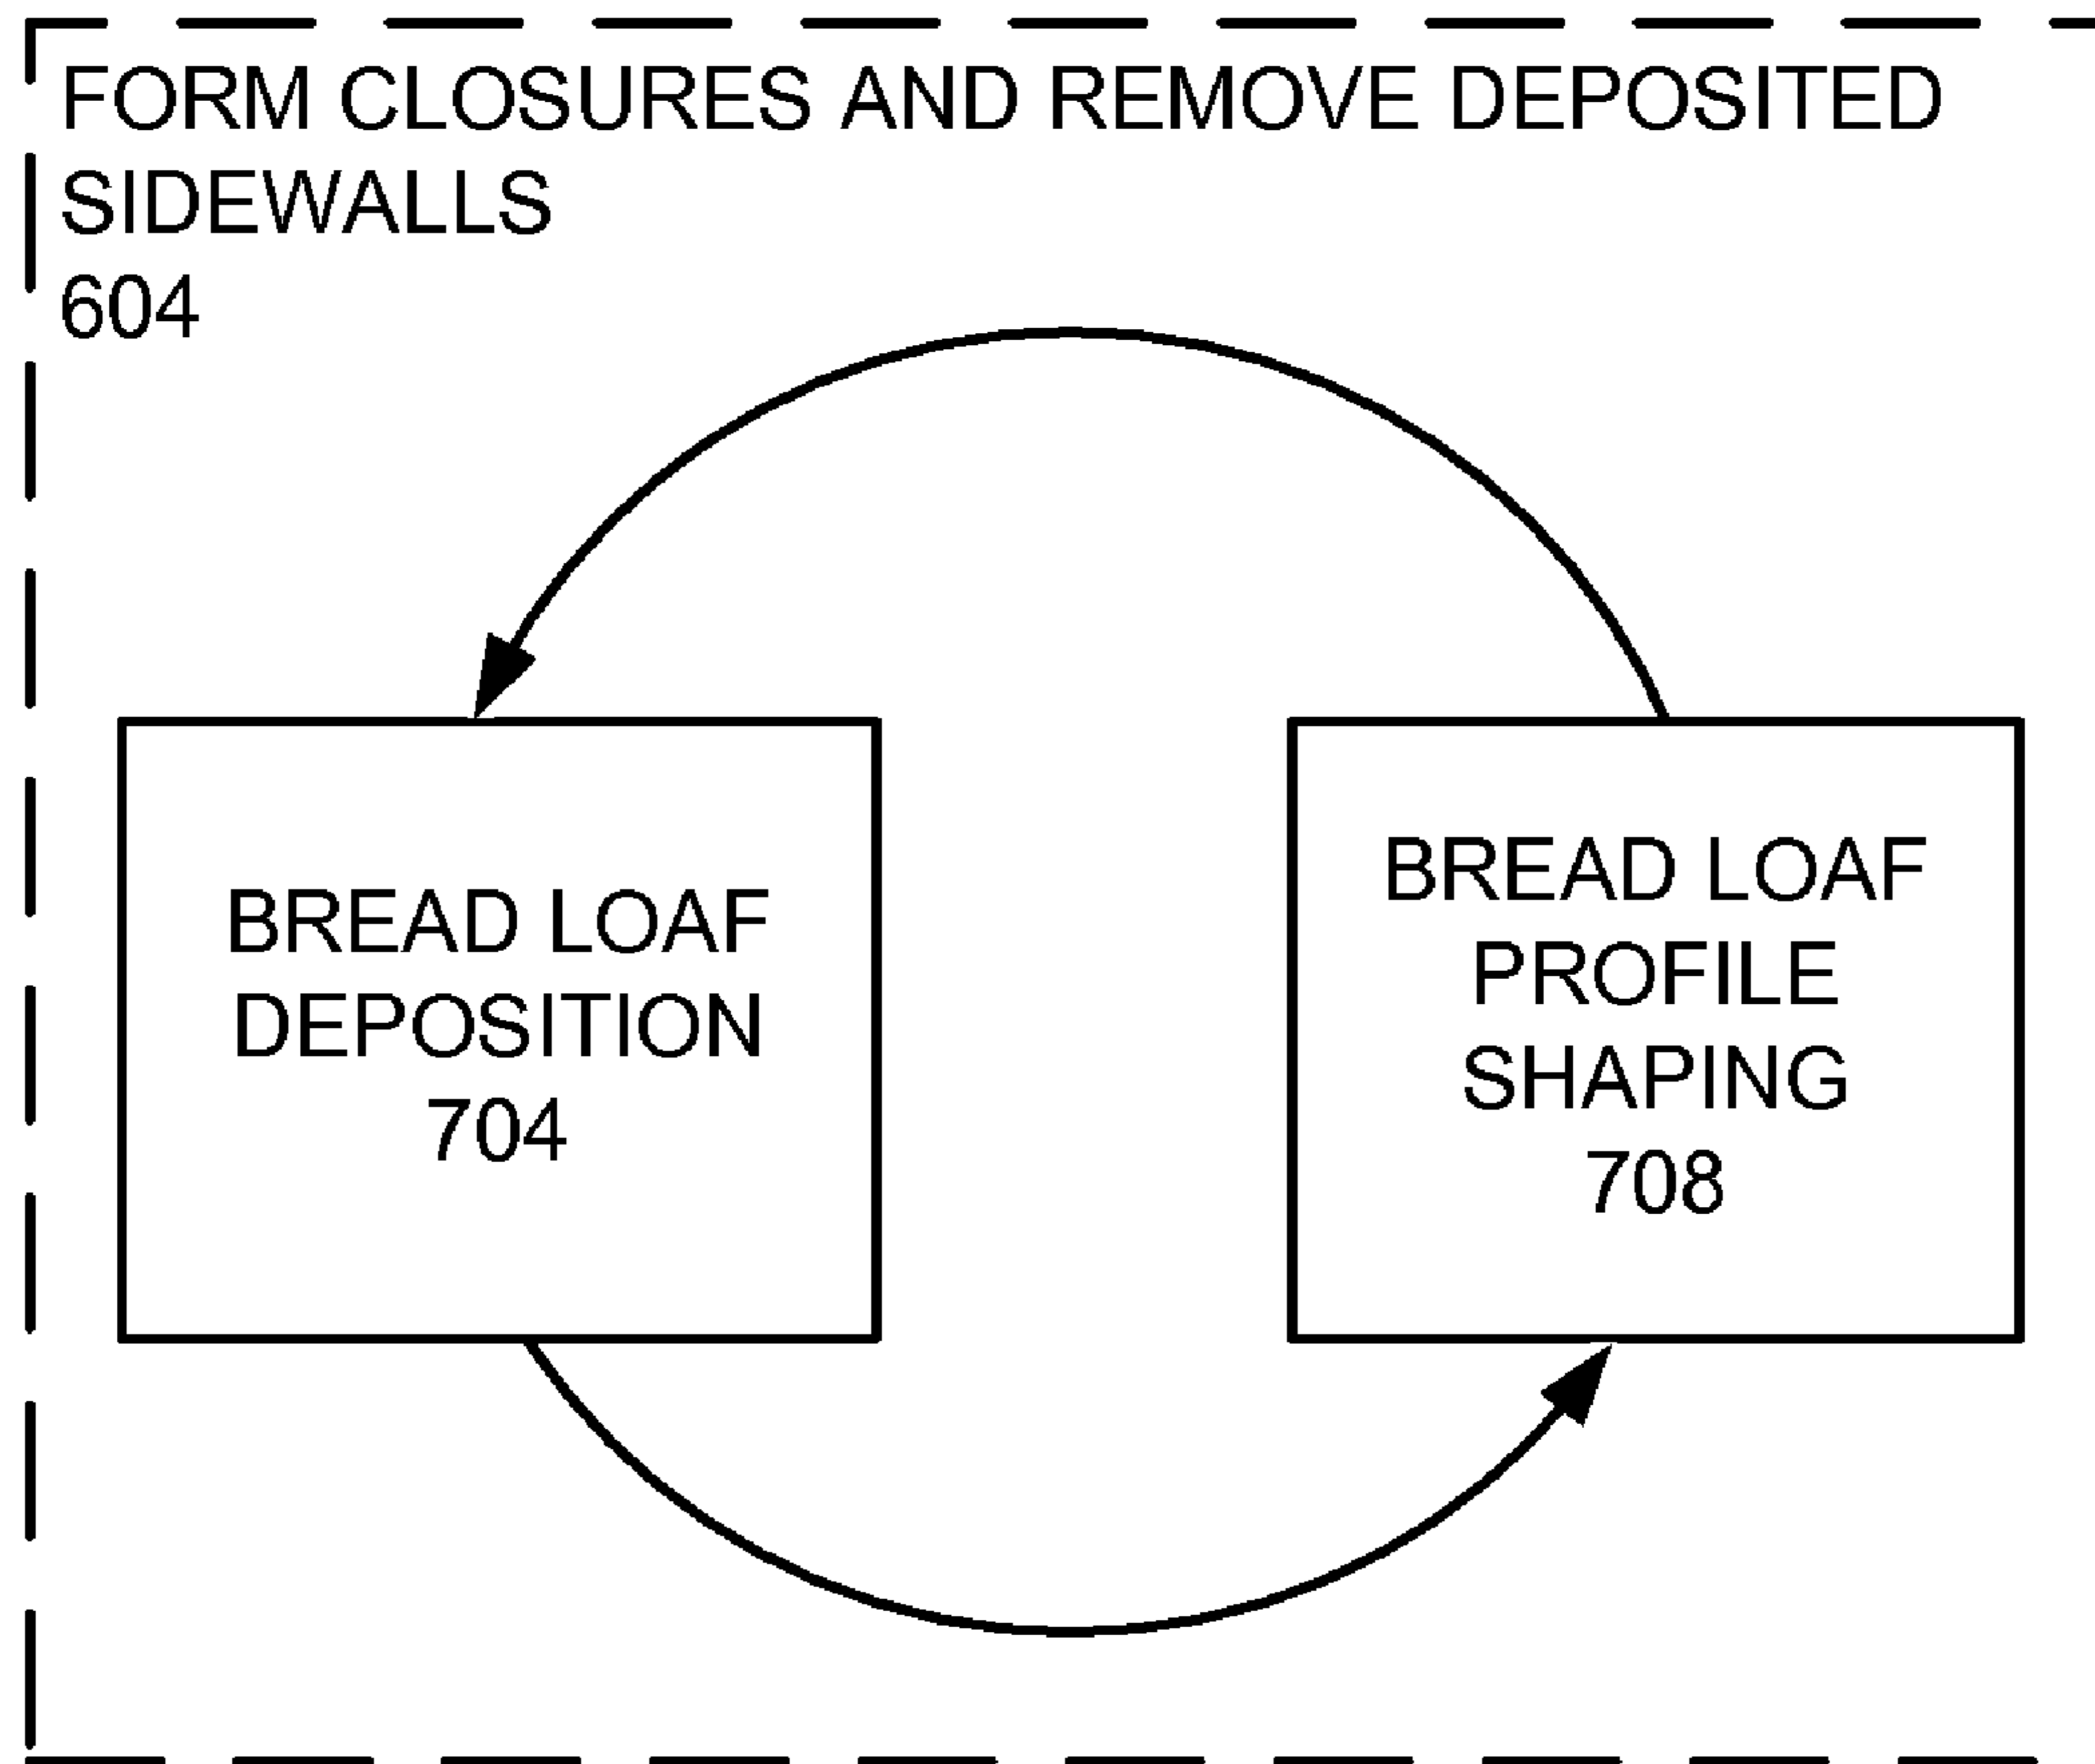 FORM CLOSURES AND REMOVE DEPOSITED
SIDEWALLS
604
BREAD LOAF
DEPOSITION
704
BREAD LOAF
PROFILE
SHAPING
708